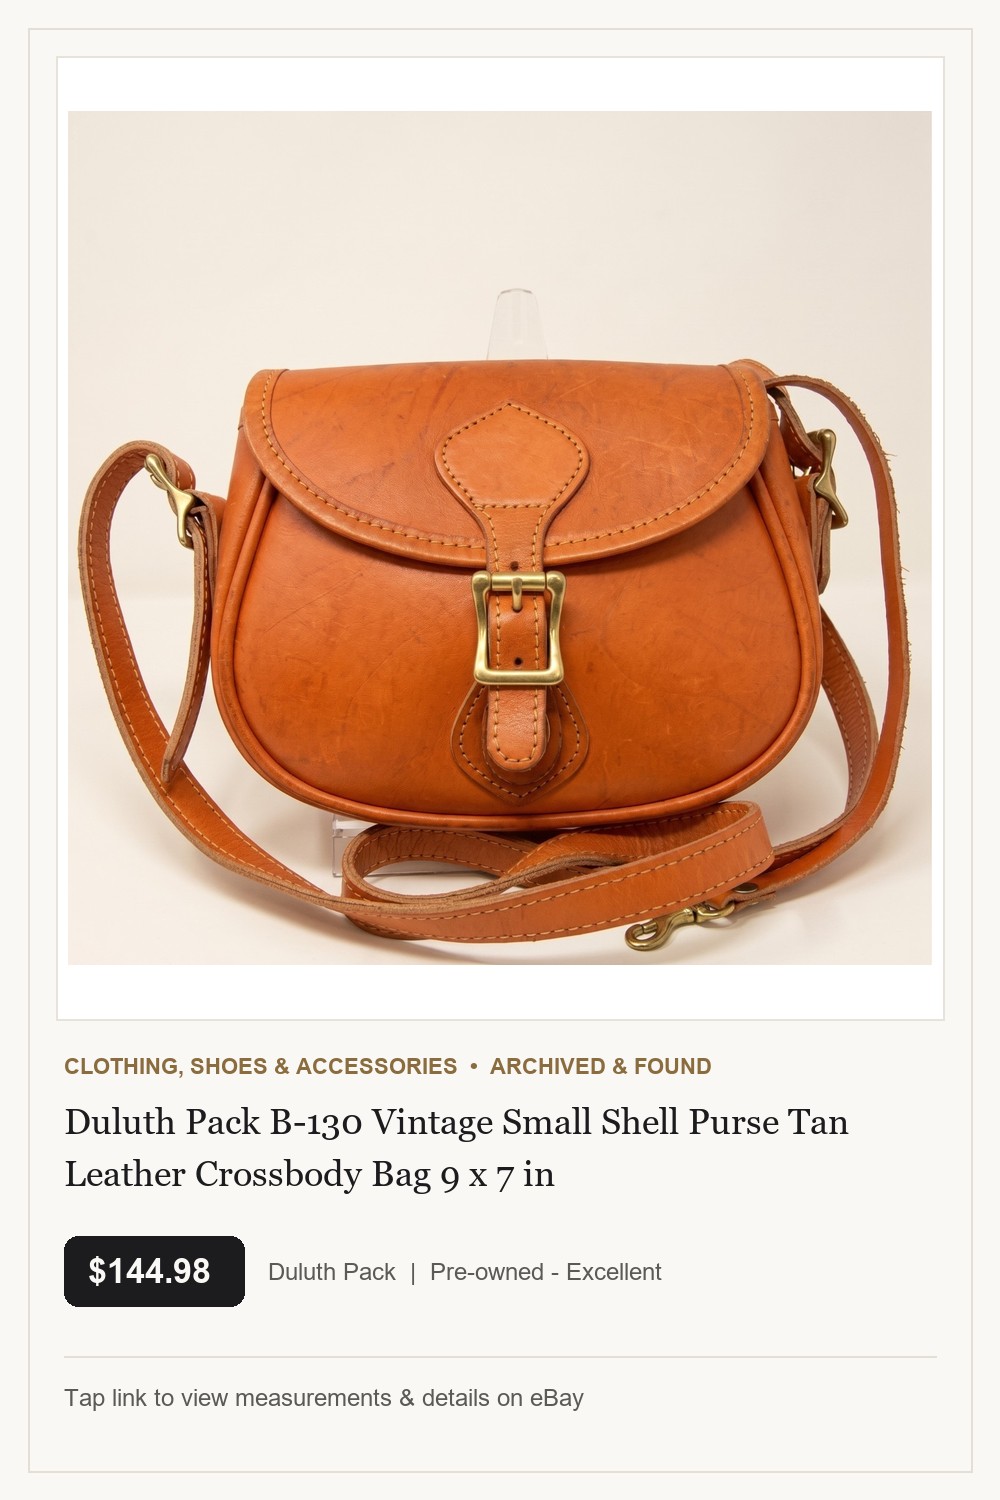 CLOTHING, SHOES & ACCESSORIES • ARCHIVED & FOUND
Duluth Pack B-130 Vintage Small Shell Purse Tan
Leather Crossbody Bag 9 x 7 in
$144.98
Duluth Pack | Pre-owned - Excellent
Tap link to view measurements & details on eBay